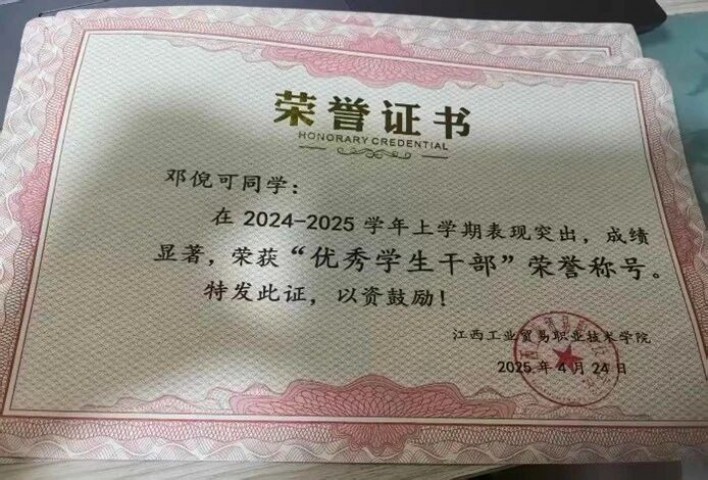 荣誉证书
HONORARY CREDENTIAL
邓倪可同学：
在 2024-2025 学年上学期表现突出，成绩
显著，荣获“优秀学生干部”荣誉称号。
特发此证，以资鼓励！
江西工业贸易职业技术学院
2025 年 4 月 24 日